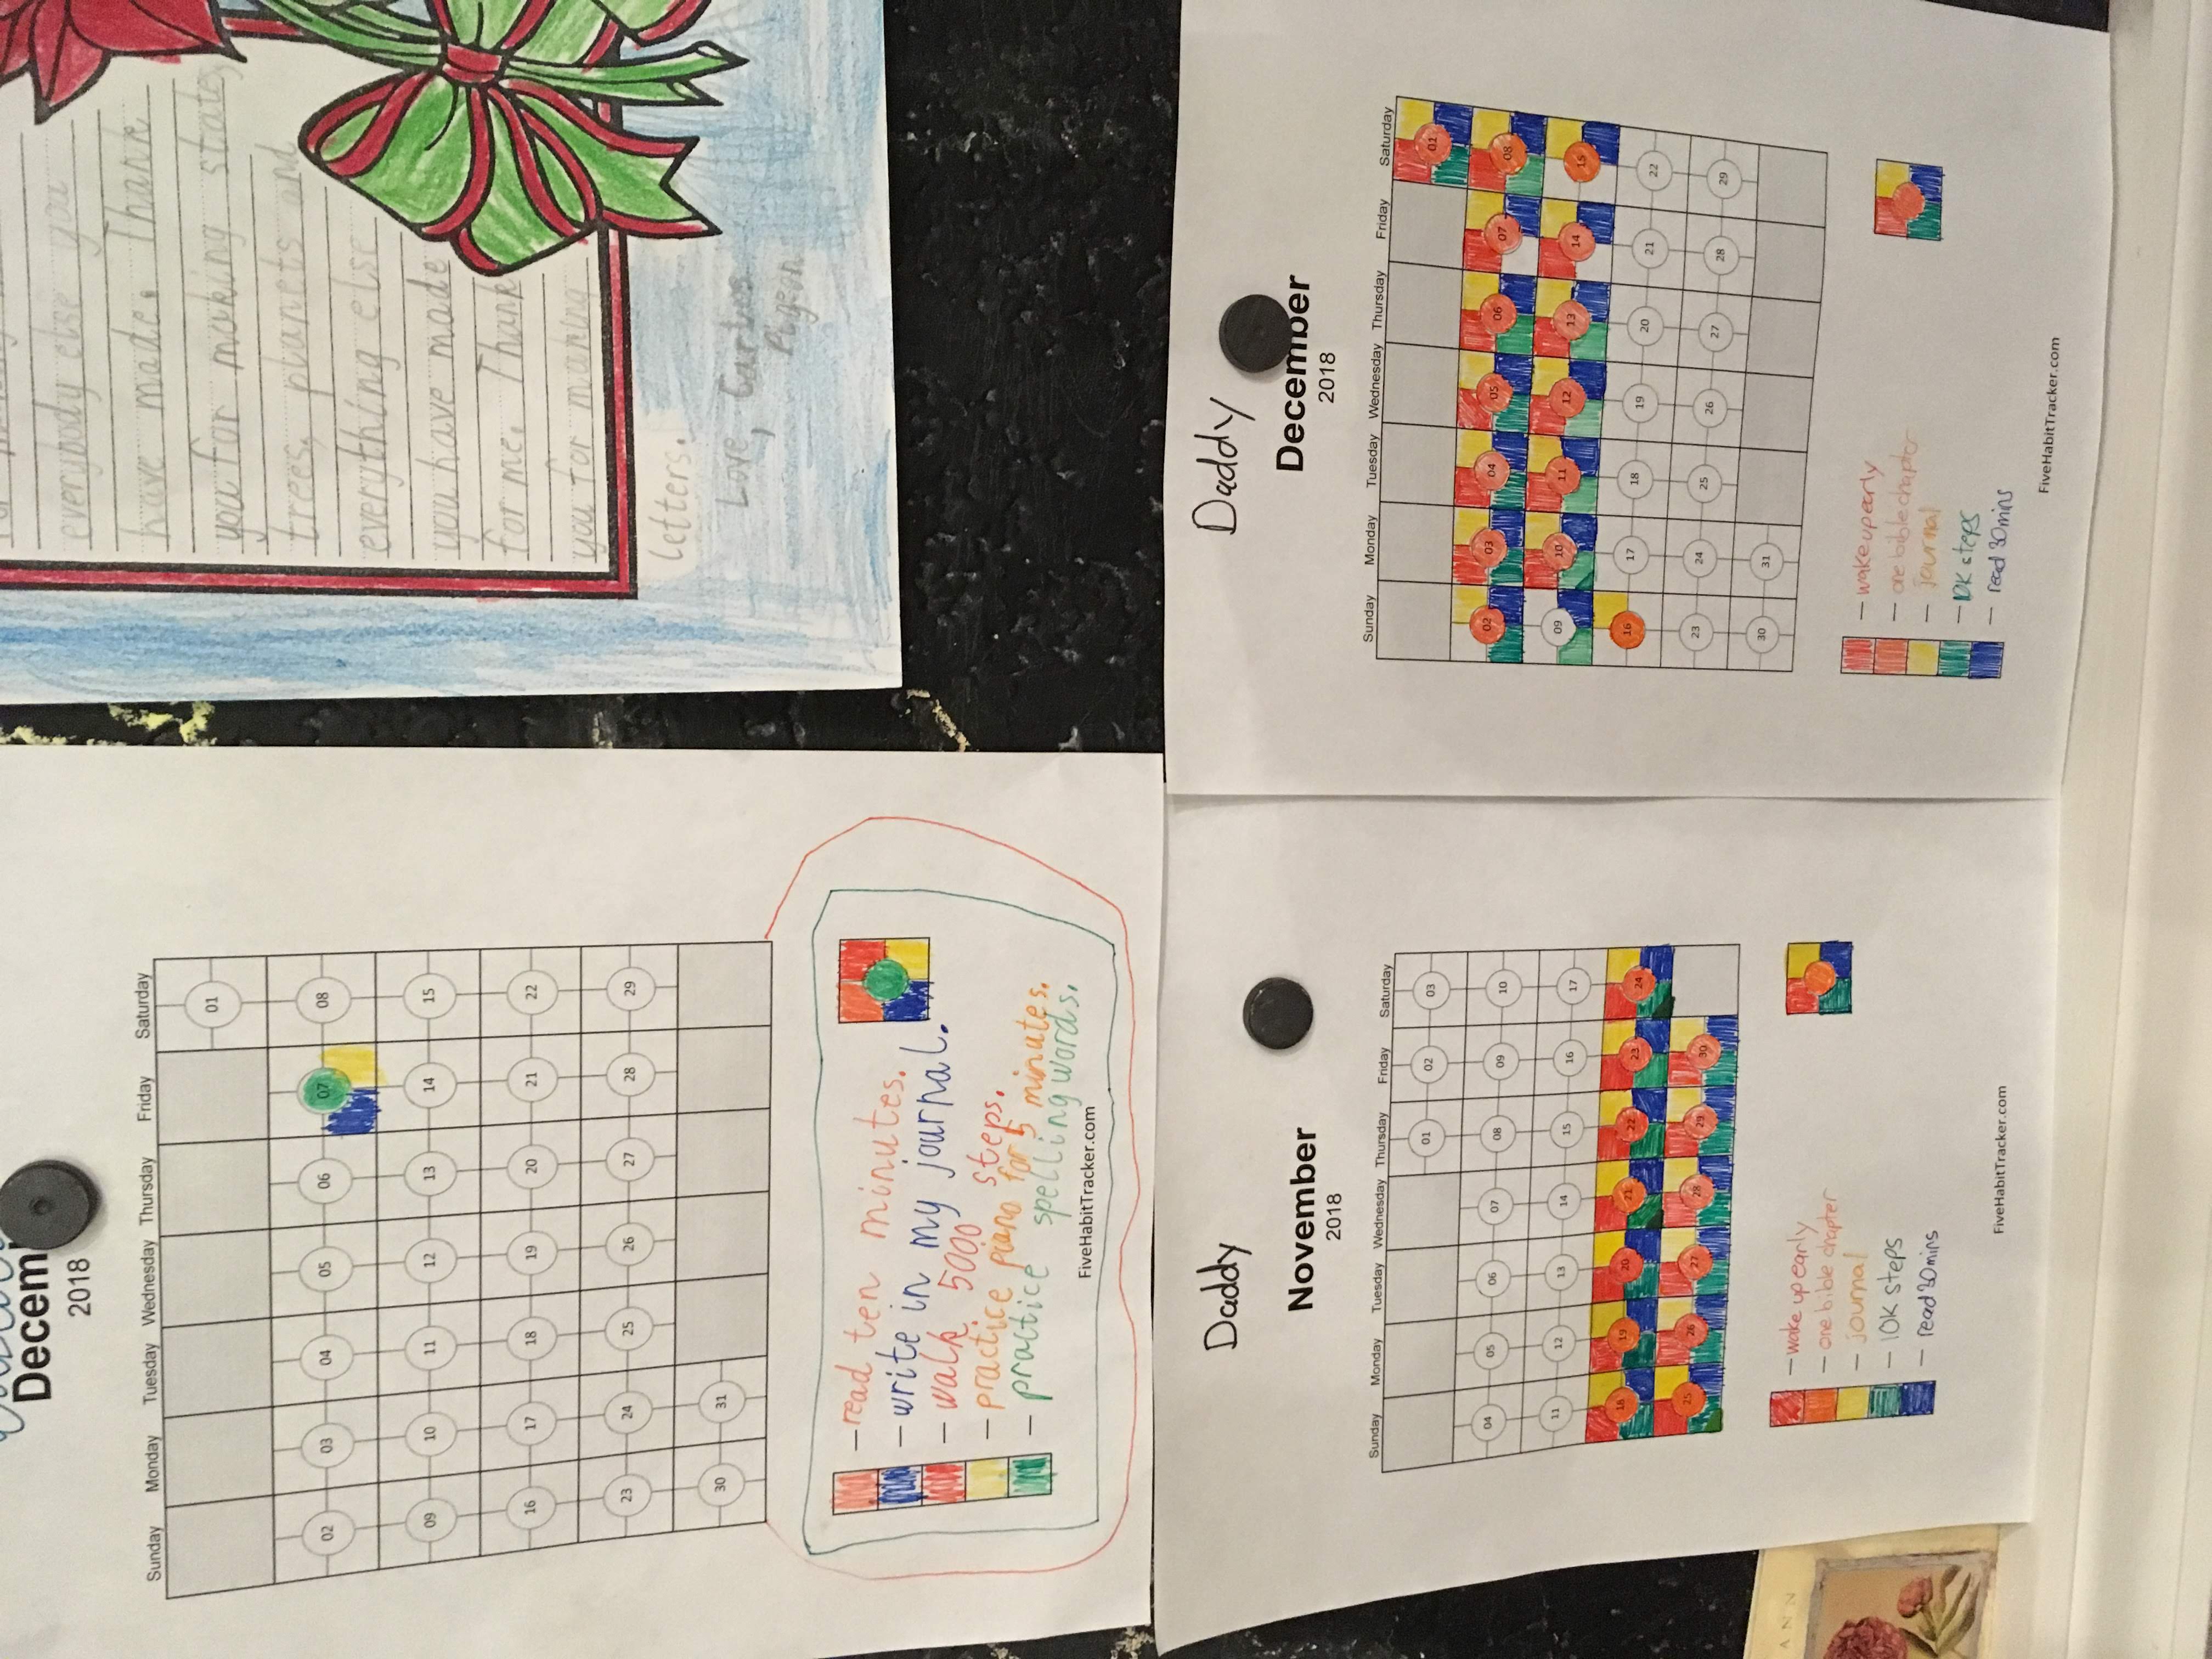 Decem
2018
Sunday Monday Tuesday Wednesday Thursday Friday Saturday
01
02 03 04 05 06 07 08
09 10 11 12 13 14 15
16 17 18 19 20 21 22
23 24 25 26 27 28 29
30 31
- read ten minutes.
- write in my journal.
- walk 5000 steps.
- practice piano for 5 minutes.
- practice spelling words.
FiveHabitTracker.com
everybody else you
have made. Thank
you for making states,
trees, planets and
everything else
you have made
for me. Thank
you for making
letters.
Love, Carlos
Pigeon
Daddy
November
2018
Sunday Monday Tuesday Wednesday Thursday Friday Saturday
01 02 03
04 05 06 07 08 09 10
11 12 13 14 15 16 17
18 19 20 21 22 23 24
25 26 27 28 29 30
- wake up early
- one bible chapter
- journal
- 10K steps
- read 30mins
FiveHabitTracker.com
Daddy
December
2018
Sunday Monday Tuesday Wednesday Thursday Friday Saturday
01
02 03 04 05 06 07 08
09 10 11 12 13 14 15
16 17 18 19 20 21 22
23 24 25 26 27 28 29
30 31
- wake up early
- one bible chapter
- journal
- 10K steps
- read 30mins
FiveHabitTracker.com
ANN